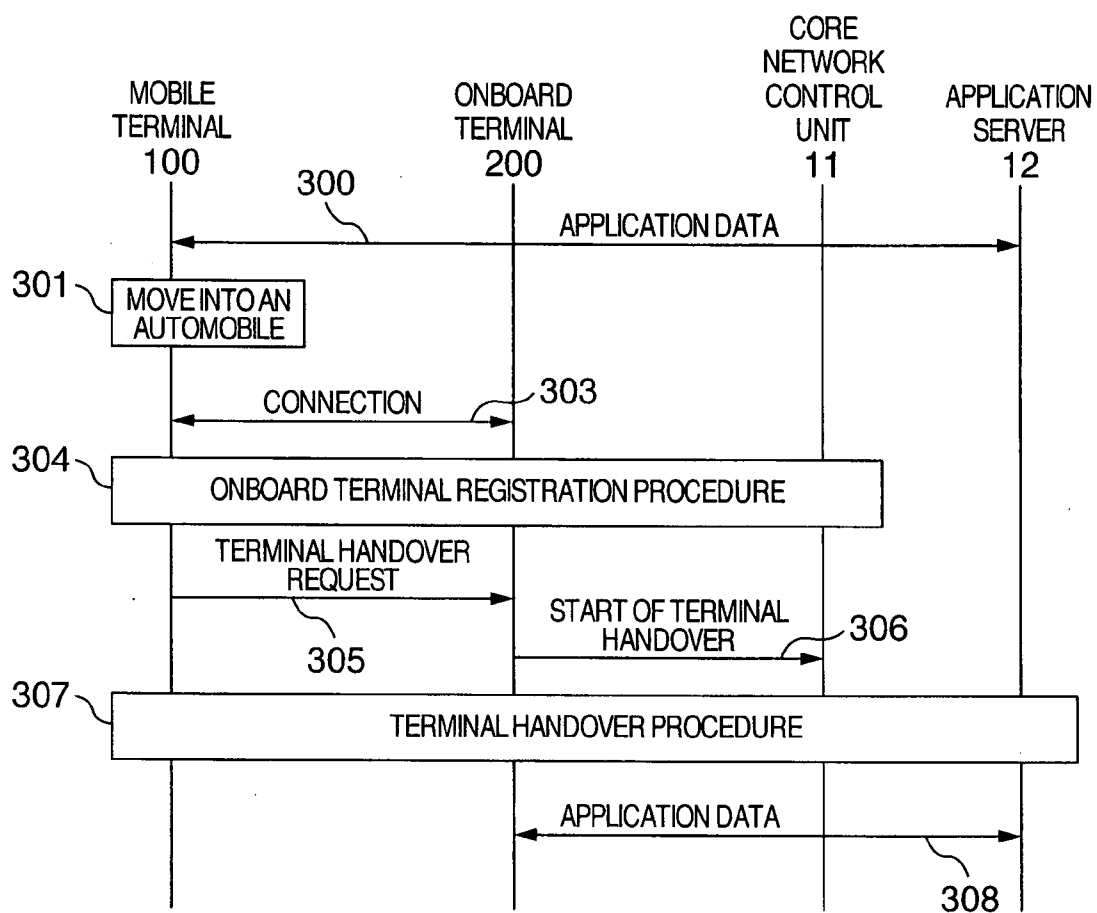 MOBILE
TERMINAL
100
ONBOARD
TERMINAL
200
CORE
NETWORK
CONTROL
UNIT
11
APPLICATION
SERVER
12
300
APPLICATION DATA
301
MOVE INTO AN
AUTOMOBILE
CONNECTION
303
304
ONBOARD TERMINAL REGISTRATION PROCEDURE
TERMINAL HANDOVER
REQUEST
305
START OF TERMINAL
HANDOVER
306
307
TERMINAL HANDOVER PROCEDURE
APPLICATION DATA
308